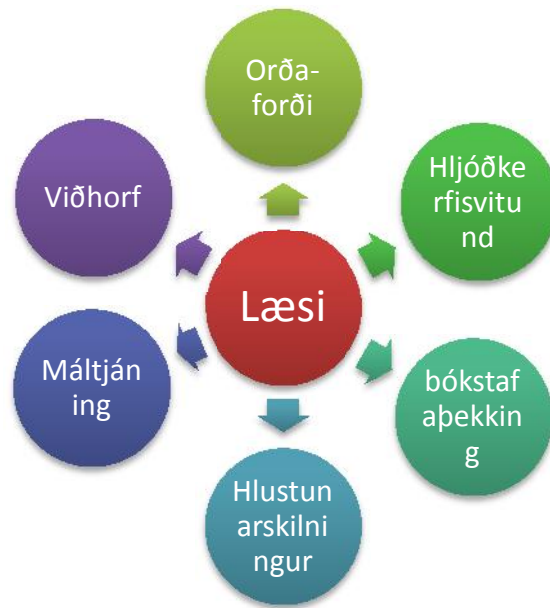 Orða-
forði
Hljóðke
rfisvitu
nd
bókstaf
aþekkin
g
Hlustun
arskilni
ngur
Máltján
ing
Viðhorf
Læsi